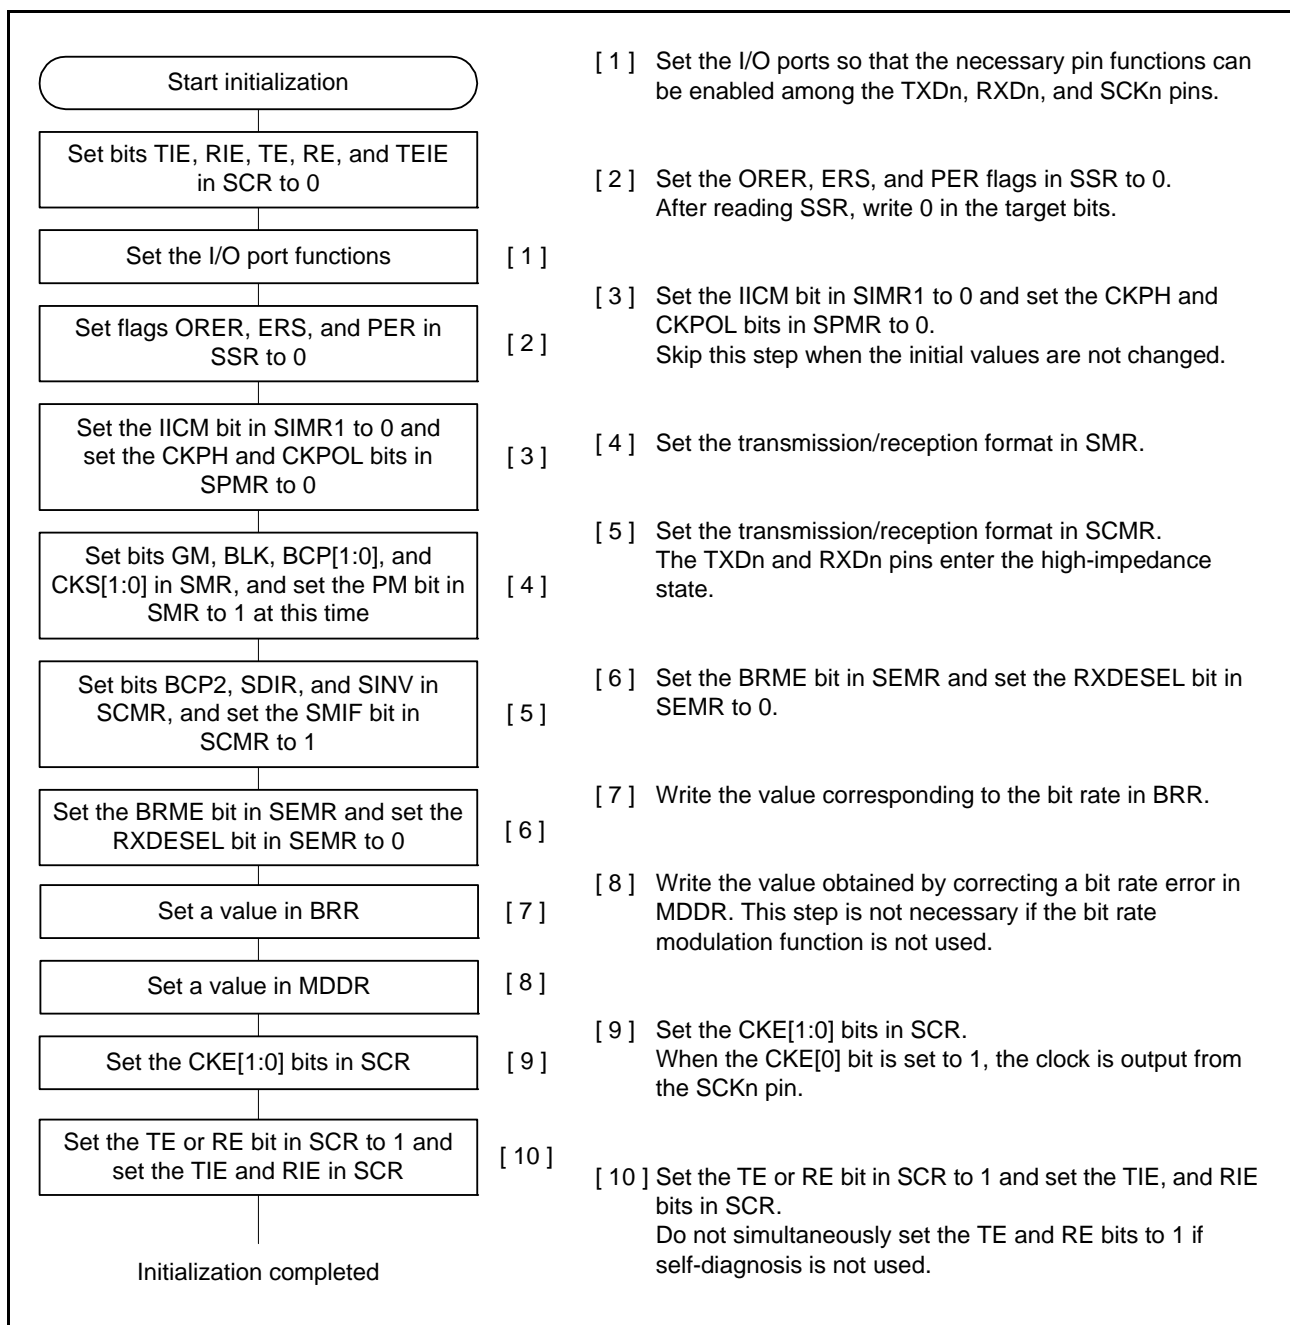 Start initialization
Set bits TIE, RIE, TE, RE, and TEIE
in SCR to 0
Set the I/O port functions
[ 1 ]
Set flags ORER, ERS, and PER in
SSR to 0
[ 2 ]
Set the IICM bit in SIMR1 to 0 and
set the CKPH and CKPOL bits in
SPMR to 0
[ 3 ]
Set bits GM, BLK, BCP[1:0], and
CKS[1:0] in SMR, and set the PM bit in
SMR to 1 at this time
[ 4 ]
Set bits BCP2, SDIR, and SINV in
SCMR, and set the SMIF bit in
SCMR to 1
[ 5 ]
Set the BRME bit in SEMR and set the
RXDESEL bit in SEMR to 0
[ 6 ]
Set a value in BRR
[ 7 ]
Set a value in MDDR
[ 8 ]
Set the CKE[1:0] bits in SCR
[ 9 ]
Set the TE or RE bit in SCR to 1 and
set the TIE and RIE in SCR
[ 10 ]
Initialization completed
[ 1 ] Set the I/O ports so that the necessary pin functions can
be enabled among the TXDn, RXDn, and SCKn pins.
[ 2 ] Set the ORER, ERS, and PER flags in SSR to 0.
After reading SSR, write 0 in the target bits.
[ 3 ] Set the IICM bit in SIMR1 to 0 and set the CKPH and
CKPOL bits in SPMR to 0.
Skip this step when the initial values are not changed.
[ 4 ] Set the transmission/reception format in SMR.
[ 5 ] Set the transmission/reception format in SCMR.
The TXDn and RXDn pins enter the high-impedance
state.
[ 6 ] Set the BRME bit in SEMR and set the RXDESEL bit in
SEMR to 0.
[ 7 ] Write the value corresponding to the bit rate in BRR.
[ 8 ] Write the value obtained by correcting a bit rate error in
MDDR. This step is not necessary if the bit rate
modulation function is not used.
[ 9 ] Set the CKE[1:0] bits in SCR.
When the CKE[0] bit is set to 1, the clock is output from
the SCKn pin.
[ 10 ] Set the TE or RE bit in SCR to 1 and set the TIE, and RIE
bits in SCR.
Do not simultaneously set the TE and RE bits to 1 if
self-diagnosis is not used.